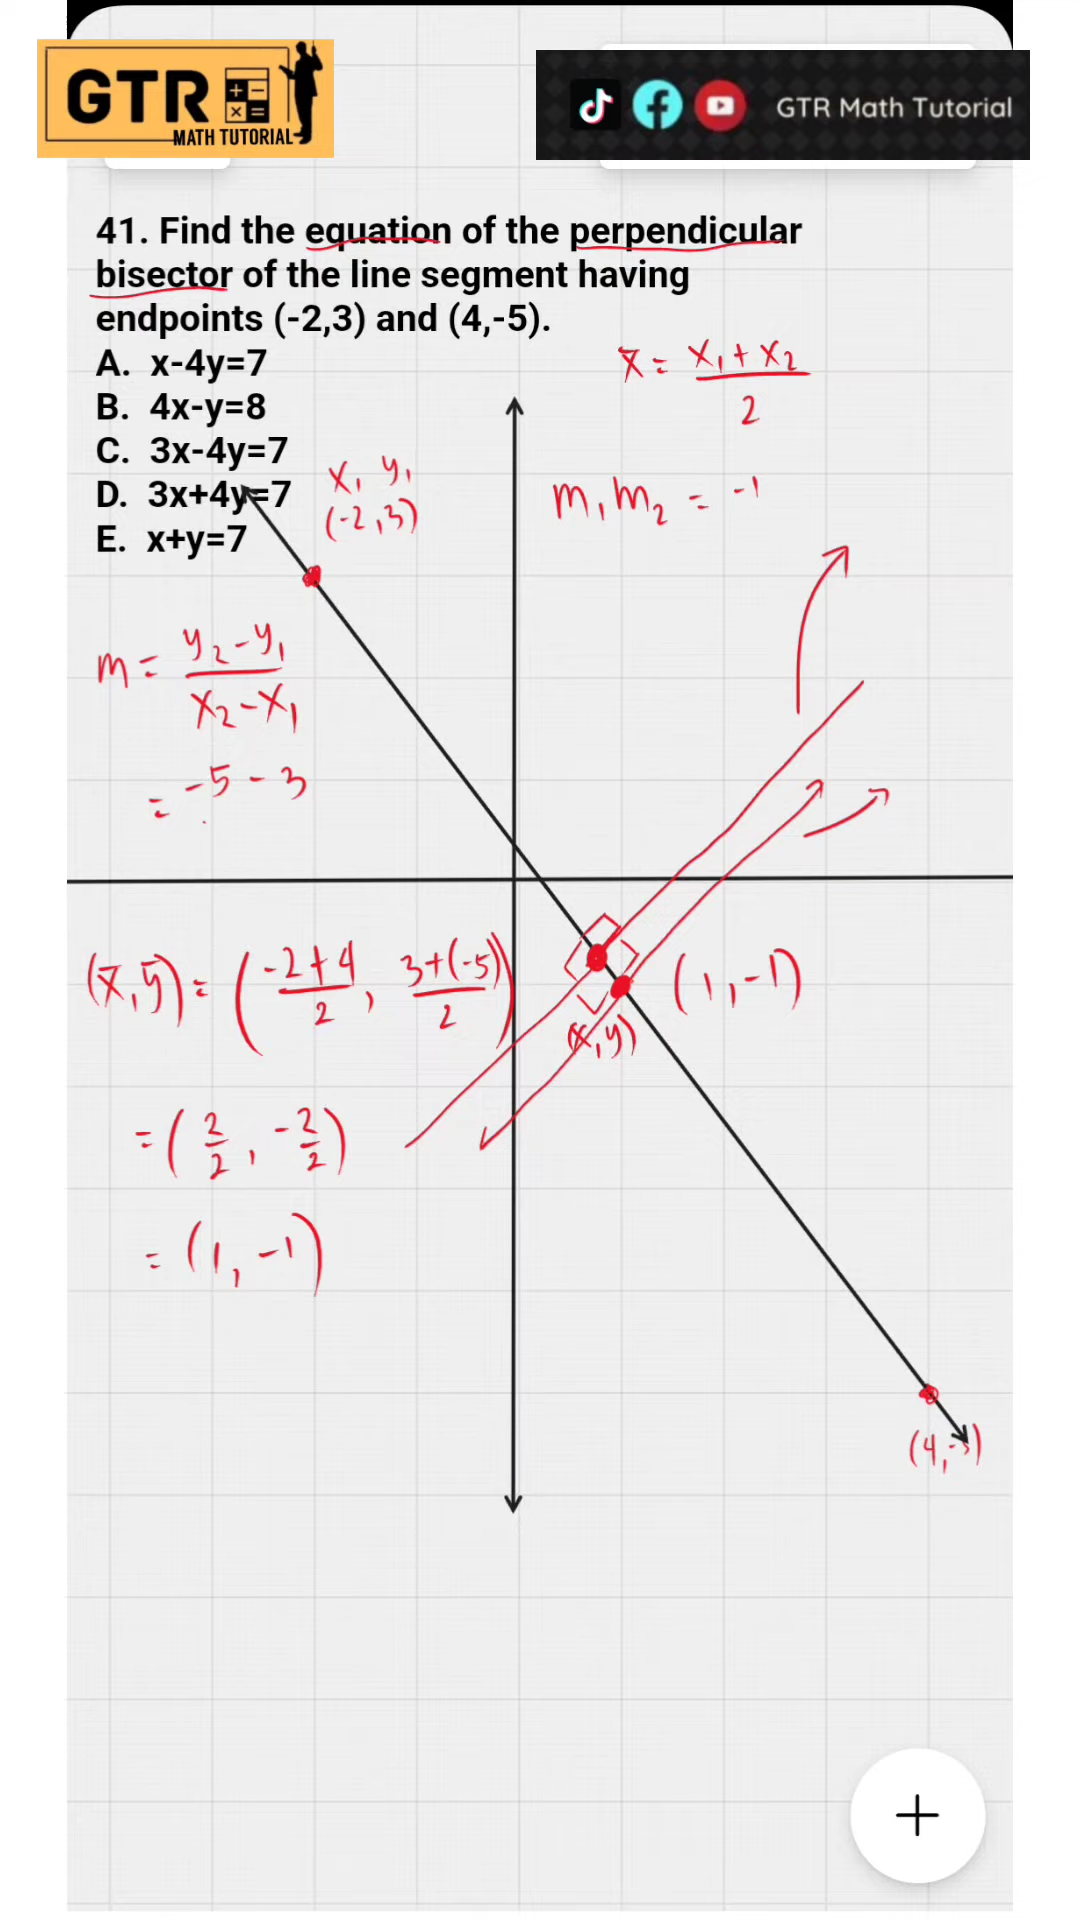 GTR
MATH TUTORIAL
GTR Math Tutorial
41. Find the equation of the perpendicular
bisector of the line segment having
endpoints (-2,3) and (4,-5).
A. x-4y=7
B. 4x-y=8
C. 3x-4y=7
D. 3x+4y=7
E. x+y=7
x̄ = x₁ + x₂ / 2
m₁m₂ = -1
x₁ y₁
(-2,3)
m = y₂-y₁ / x₂-x₁
= -5 - 3
(x̄,ȳ) = (-2+4 / 2, 3+(-5) / 2)
(1,-1)
(x,y)
= (2/2, -2/2)
= (1,-1)
(4,-5)